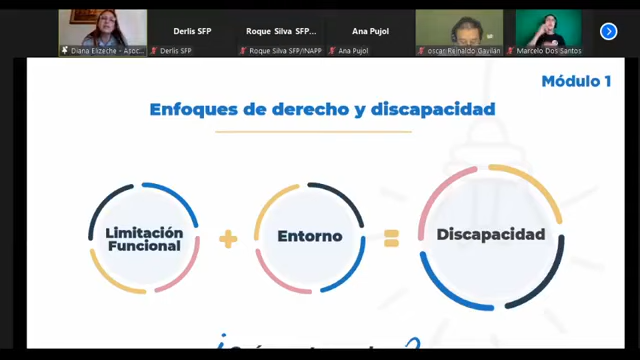 Derlis SFP
Roque Silva SFP...
Ana Pujol
Diana Elizeche - Asoc...
Derlis SFP
Roque Silva SFP/INAPP
Ana Pujol
oscar Reinaldo Gavilán
Marcelo Dos Santos
Módulo 1
Enfoques de derecho y discapacidad
Limitación
Funcional
+
Entorno
=
Discapacidad